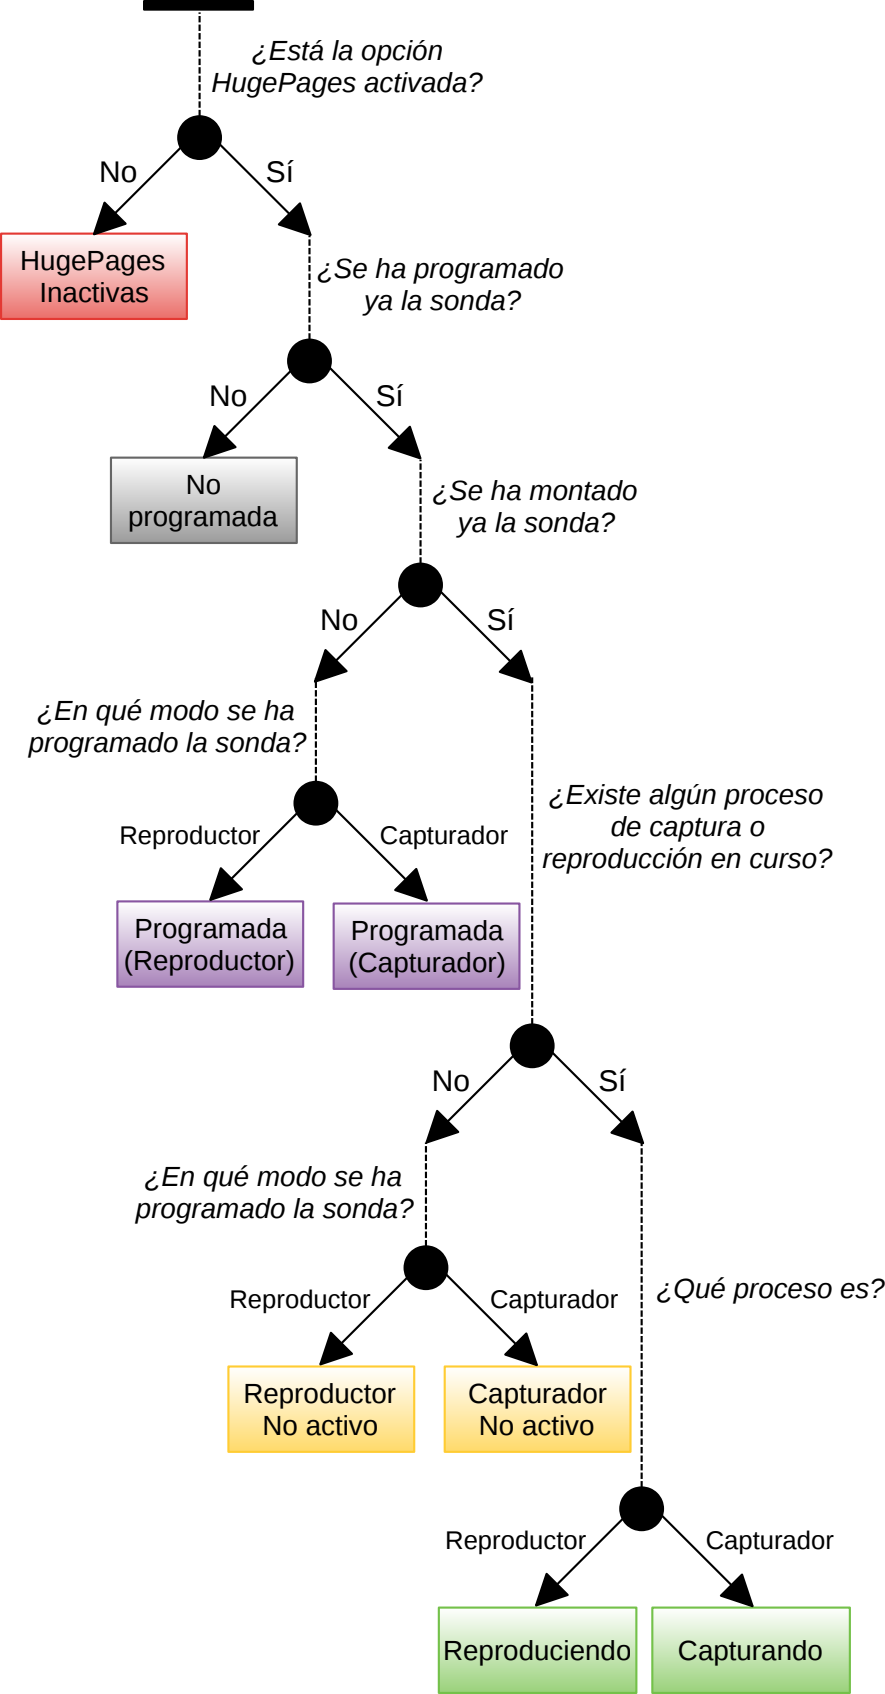 ¿Está la opción
HugePages activada?
No
Sí
HugePages
Inactivas
¿Se ha programado
ya la sonda?
No
Sí
No
programada
¿Se ha montado
ya la sonda?
No
Sí
¿En qué modo se ha
programado la sonda?
¿Existe algún proceso
de captura o
reproducción en curso?
Reproductor
Capturador
Programada
(Reproductor)
Programada
(Capturador)
No
Sí
¿En qué modo se ha
programado la sonda?
¿Qué proceso es?
Reproductor
Capturador
Reproductor
No activo
Capturador
No activo
Reproductor
Capturador
Reproduciendo
Capturando